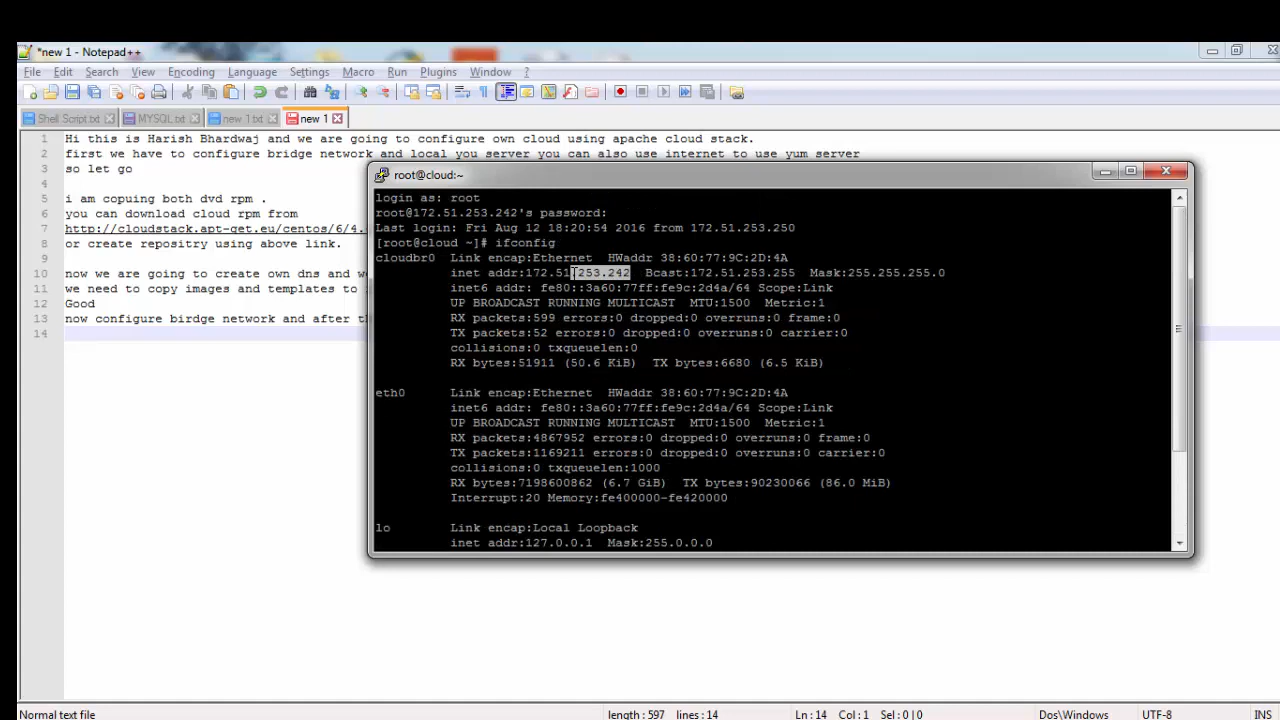 *new 1 - Notepad++
File Edit Search View Encoding Language Settings Macro Run Plugins Window ?
Shell Script.txt MYSQL.txt new 1.txt new 1
1 Hi this is Harish Bhardwaj and we are going to configure own cloud using apache cloud stack.
2 first we have to configure bridge network and local you server you can also use internet to use yum server
3 so let go
4
5 i am copuing both dvd rpm .
6 you can download cloud rpm from
7 http://cloudstack.apt-get.eu/centos/6/4.
8 or create repositry using above link.
9
10 now we are going to create own dns and we
11 we need to copy images and templates to
12 Good
13 now configure birdge network and after th
14
root@cloud:~
login as: root
root@172.51.253.242's password:
Last login: Fri Aug 12 18:20:54 2016 from 172.51.253.250
[root@cloud ~]# ifconfig
cloudbr0 Link encap:Ethernet HWaddr 38:60:77:9C:2D:4A
inet addr:172.51.253.242 Bcast:172.51.253.255 Mask:255.255.255.0
inet6 addr: fe80::3a60:77ff:fe9c:2d4a/64 Scope:Link
UP BROADCAST RUNNING MULTICAST MTU:1500 Metric:1
RX packets:599 errors:0 dropped:0 overruns:0 frame:0
TX packets:52 errors:0 dropped:0 overruns:0 carrier:0
collisions:0 txqueuelen:0
RX bytes:51911 (50.6 KiB) TX bytes:6680 (6.5 KiB)
eth0 Link encap:Ethernet HWaddr 38:60:77:9C:2D:4A
inet6 addr: fe80::3a60:77ff:fe9c:2d4a/64 Scope:Link
UP BROADCAST RUNNING MULTICAST MTU:1500 Metric:1
RX packets:4867952 errors:0 dropped:0 overruns:0 frame:0
TX packets:1169211 errors:0 dropped:0 overruns:0 carrier:0
collisions:0 txqueuelen:1000
RX bytes:7198600862 (6.7 GiB) TX bytes:90230066 (86.0 MiB)
Interrupt:20 Memory:fe400000-fe420000
lo Link encap:Local Loopback
inet addr:127.0.0.1 Mask:255.0.0.0
Normal text file length : 597 lines : 14 Ln : 14 Col : 1 Sel : 0 | 0 Dos\Windows UTF-8 INS